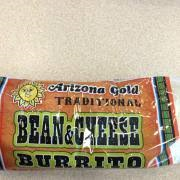 Arizona Gold
TRADITIONAL
BEAN & CHEESE
BURRITO